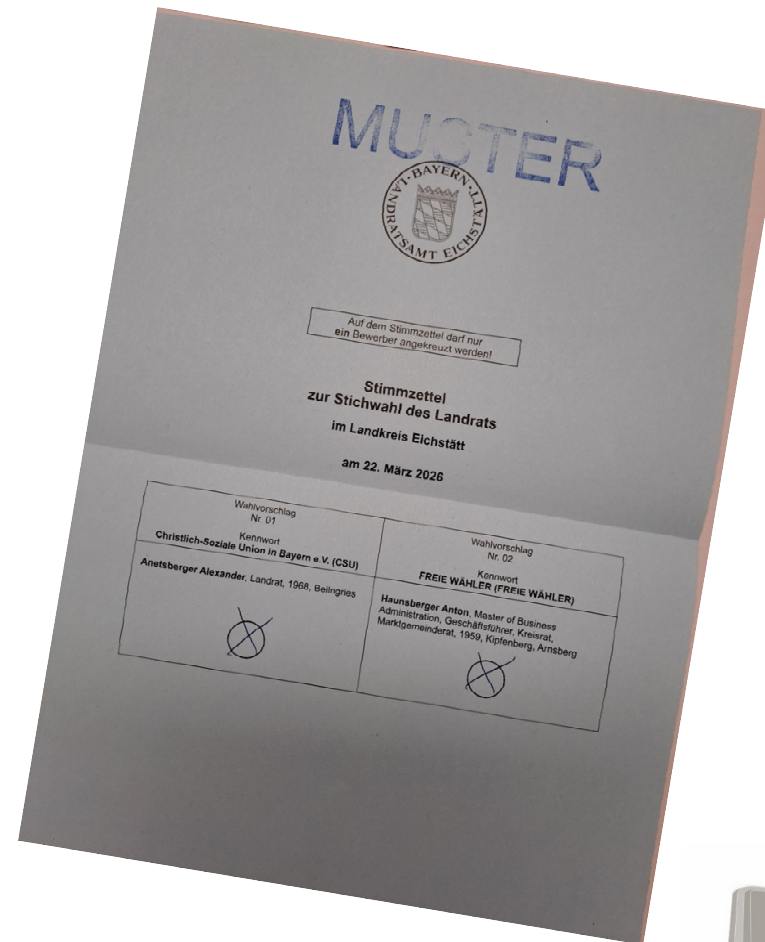 MUSTER
· BAYERN ·
LANDRATSAMT EICHSTÄTT
Auf dem Stimmzettel darf nur
ein Bewerber angekreuzt werden!
Stimmzettel
zur Stichwahl des Landrats
im Landkreis Eichstätt
am 22. März 2026
Wahlvorschlag
Nr. 01
Kennwort
Christlich-Soziale Union in Bayern e.V. (CSU)
Anetsberger Alexander, Landrat, 1968, Beilngries
Wahlvorschlag
Nr. 02
Kennwort
FREIE WÄHLER (FREIE WÄHLER)
Haunsberger Anton, Master of Business
Administration, Geschäftsführer, Kreisrat,
Marktgemeinderat, 1959, Kipfenberg, Arnsberg